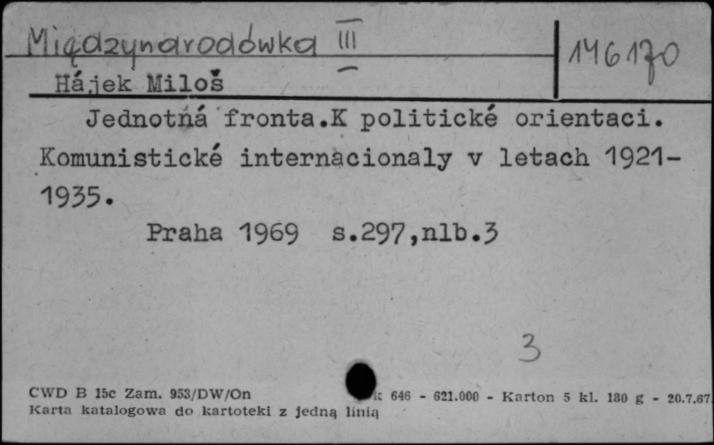 Międzynarodówka III
146170
Hájek Miloš
Jednotná fronta.K politické orientaci.
Komunistické internacionaly v letach 1921-
1935.
Praha 1969 s.297,nlb.3
3
CWD B 15c Zam. 953/DW/On k 646 - 621.000 - Karton 5 kl. 180 g - 20.7.67.
Karta katalogowa do kartoteki z jedną linią